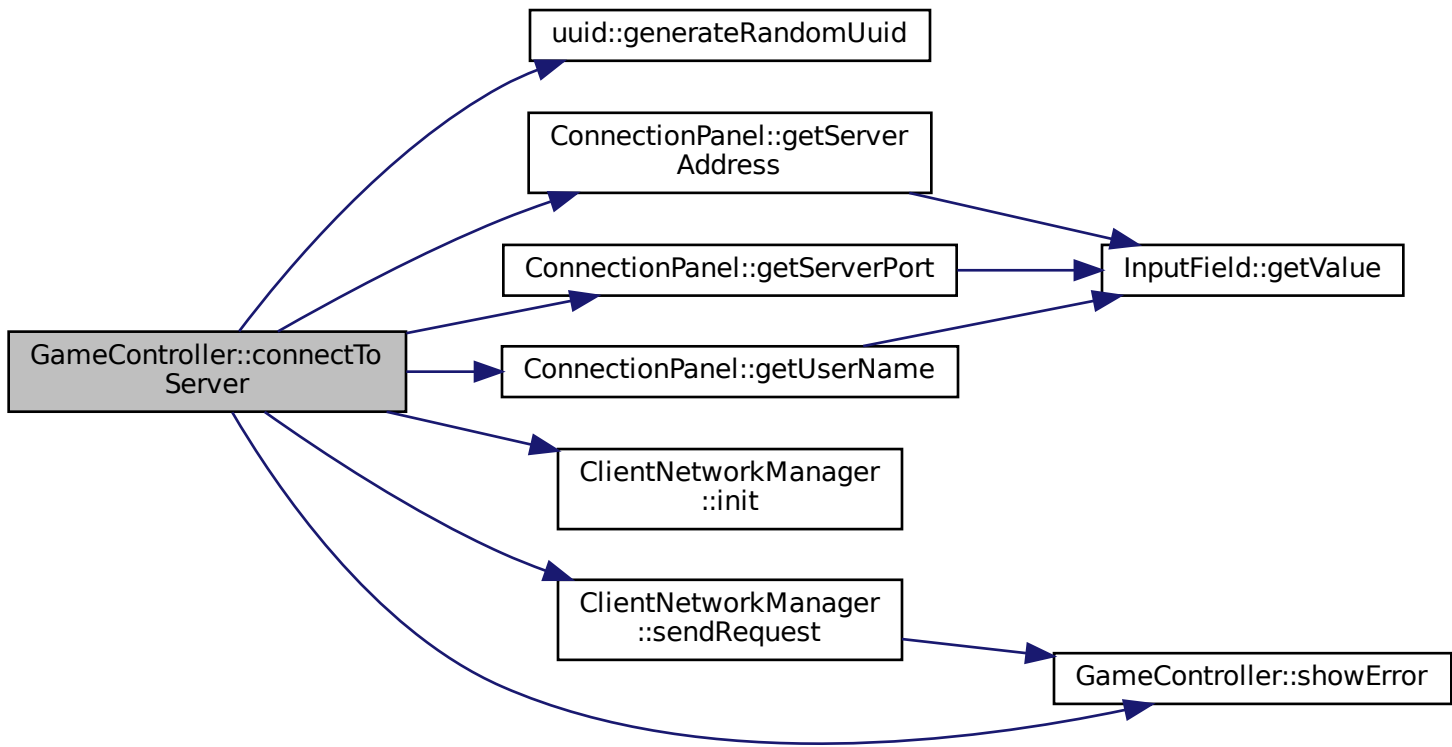 uuid::generateRandomUuid
ConnectionPanel::getServer
Address
ConnectionPanel::getServerPort
InputField::getValue
GameController::connectTo
Server
ConnectionPanel::getUserName
ClientNetworkManager
::init
ClientNetworkManager
::sendRequest
GameController::showError